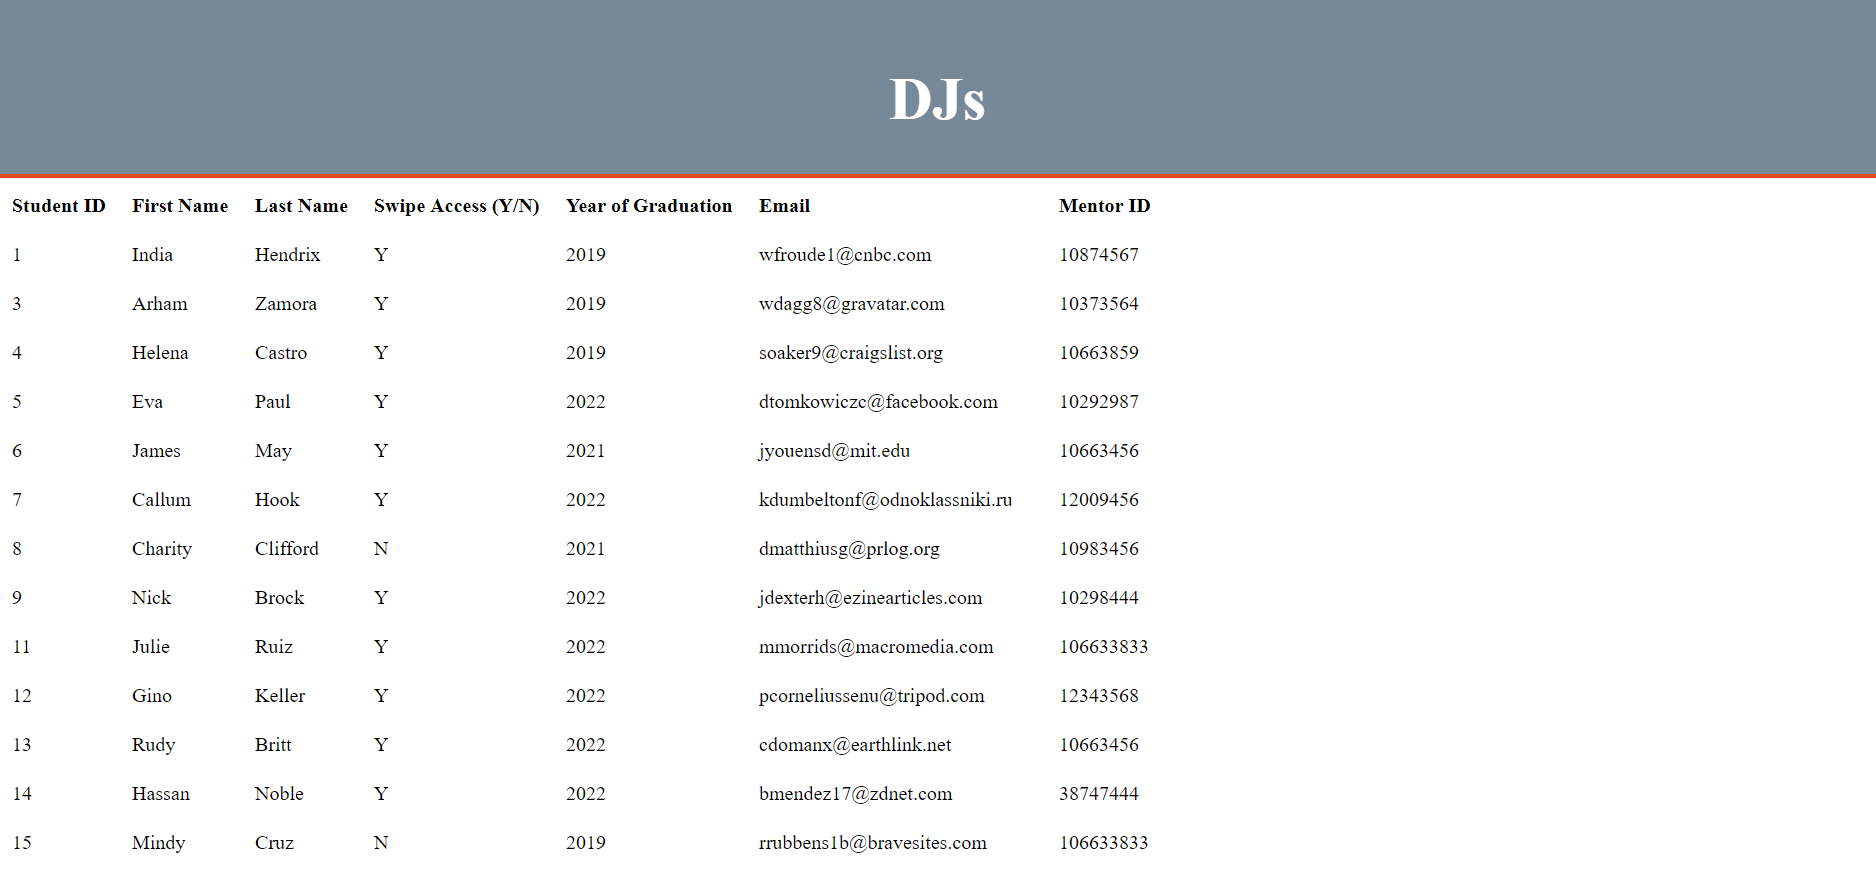 DJs
Student ID First Name Last Name Swipe Access (Y/N) Year of Graduation Email Mentor ID
1 India Hendrix Y 2019 wfroude1@cnbc.com 10874567
3 Arham Zamora Y 2019 wdagg8@gravatar.com 10373564
4 Helena Castro Y 2019 soaker9@craigslist.org 10663859
5 Eva Paul Y 2022 dtomkowiczc@facebook.com 10292987
6 James May Y 2021 jyouensd@mit.edu 10663456
7 Callum Hook Y 2022 kdumbeltonf@odnoklassniki.ru 12009456
8 Charity Clifford N 2021 dmatthiusg@prlog.org 10983456
9 Nick Brock Y 2022 jdexterh@ezinearticles.com 10298444
11 Julie Ruiz Y 2022 mmorrids@macromedia.com 106633833
12 Gino Keller Y 2022 pcorneliussenu@tripod.com 12343568
13 Rudy Britt Y 2022 cdomanx@earthlink.net 10663456
14 Hassan Noble Y 2022 bmendez17@zdnet.com 38747444
15 Mindy Cruz N 2019 rrubbens1b@bravesites.com 106633833